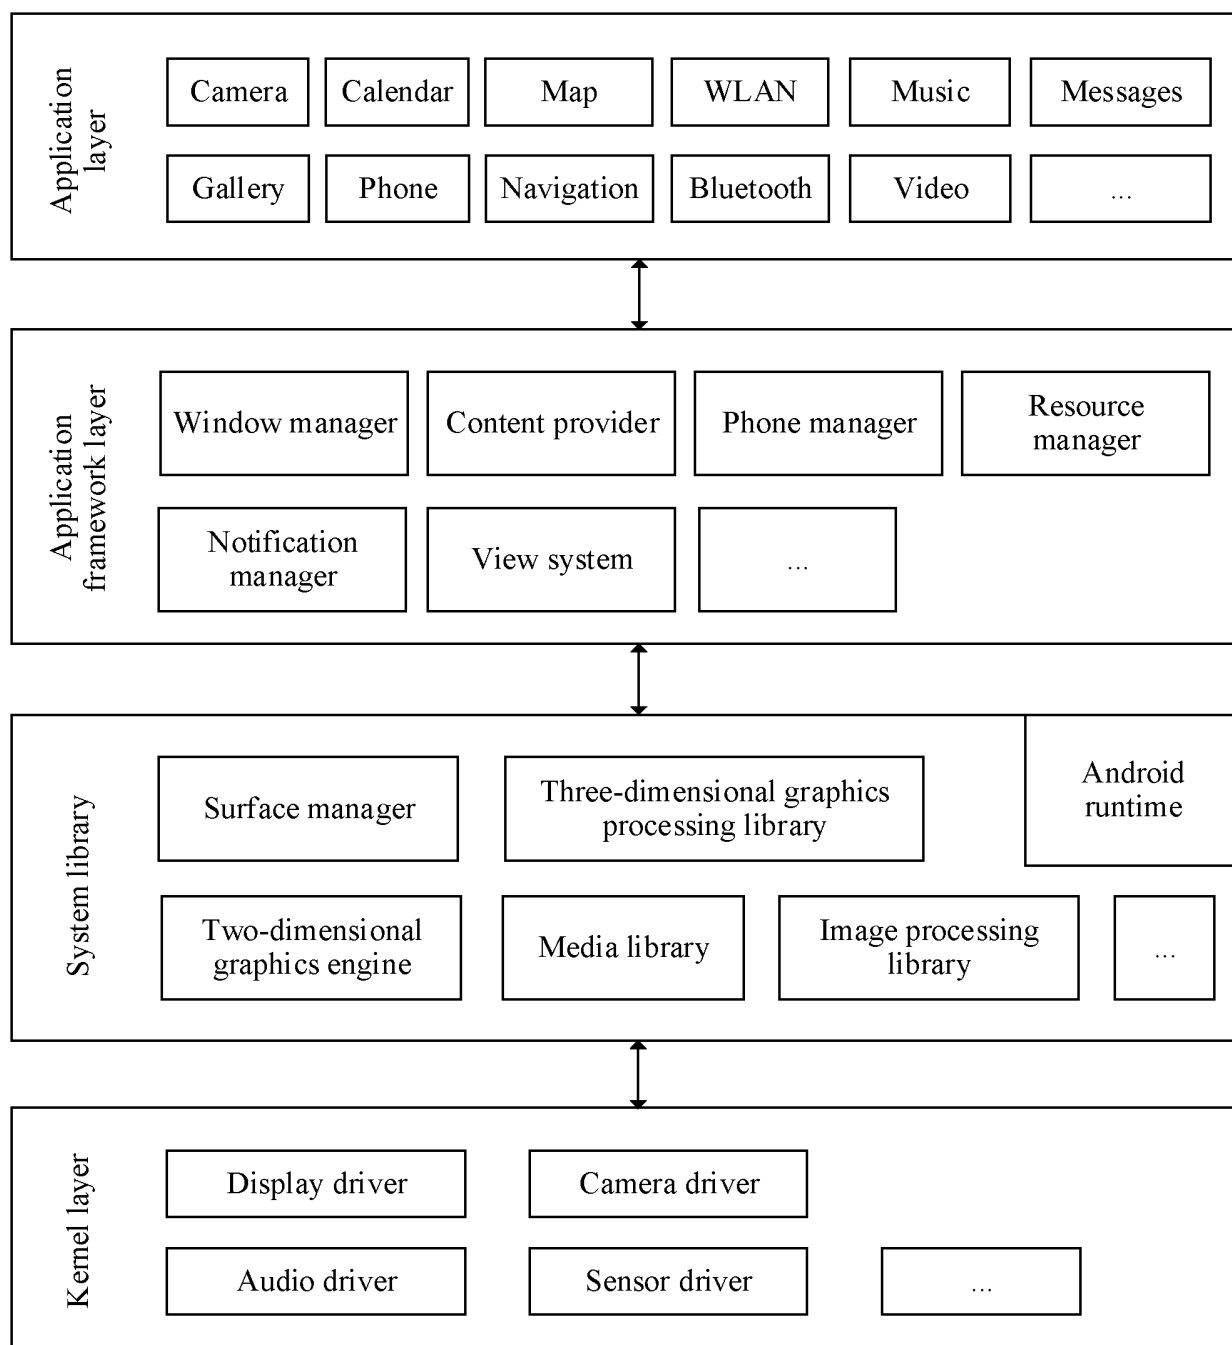 Application
layer
Camera
Calendar
Map
WLAN
Music
Messages
Gallery
Phone
Navigation
Bluetooth
Video
...
Application
framework layer
Window manager
Content provider
Phone manager
Resource
manager
Notification
manager
View system
...
System library
Surface manager
Three-dimensional graphics
processing library
Android
runtime
Two-dimensional
graphics engine
Media library
Image processing
library
...
Kernel layer
Display driver
Camera driver
Audio driver
Sensor driver
...